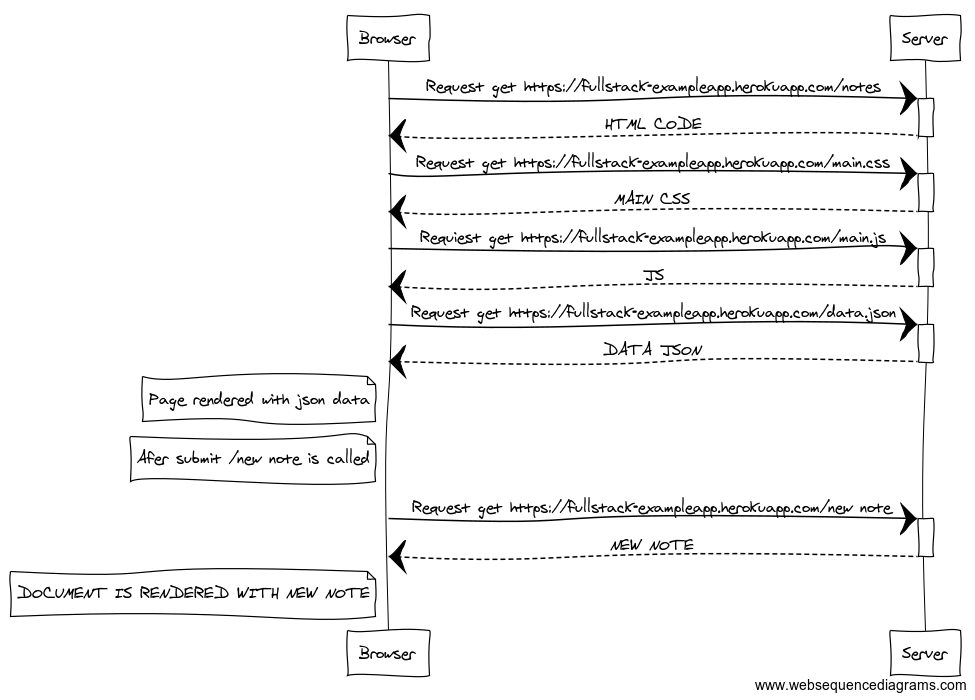 Browser
Server
Request get https://fullstack-exampleapp.herokuapp.com/notes
HTML CODE
Request get https://fullstack-exampleapp.herokuapp.com/main.css
MAIN CSS
Requiest get https://fullstack-exampleapp.herokuapp.com/main.js
JS
Request get https://fullstack-exampleapp.herokuapp.com/data.json
DATA JSON
Page rendered with json data
Afer submit /new note is called
Request get https://fullstack-exampleapp.herokuapp.com/new note
NEW NOTE
DOCUMENT IS RENDERED WITH NEW NOTE
Browser
Server
www.websequencediagrams.com